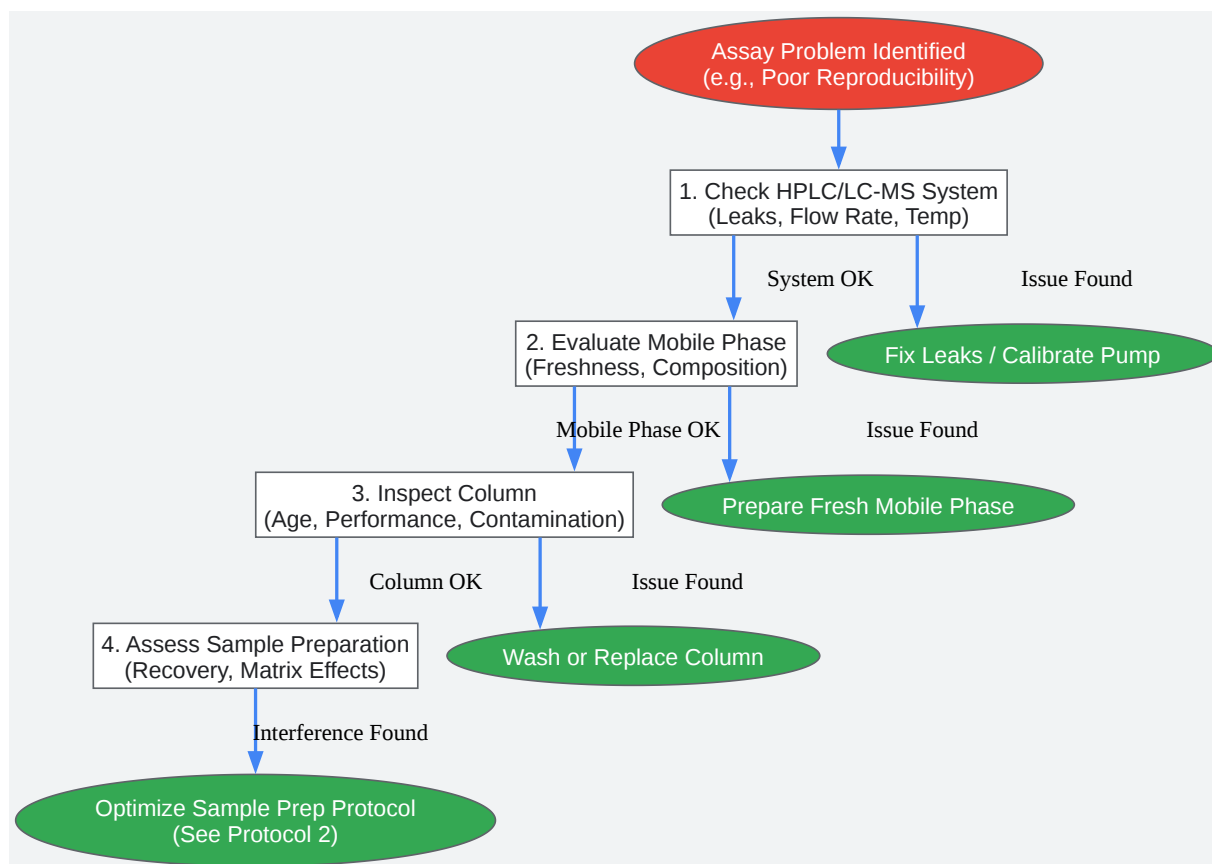 Assay Problem Identified
(e.g., Poor Reproducibility)
1. Check HPLC/LC-MS System
(Leaks, Flow Rate, Temp)
System OK
Issue Found
2. Evaluate Mobile Phase
(Freshness, Composition)
Fix Leaks / Calibrate Pump
Mobile Phase OK
Issue Found
3. Inspect Column
(Age, Performance, Contamination)
Prepare Fresh Mobile Phase
Column OK
Issue Found
4. Assess Sample Preparation
(Recovery, Matrix Effects)
Wash or Replace Column
Interference Found
Optimize Sample Prep Protocol
(See Protocol 2)